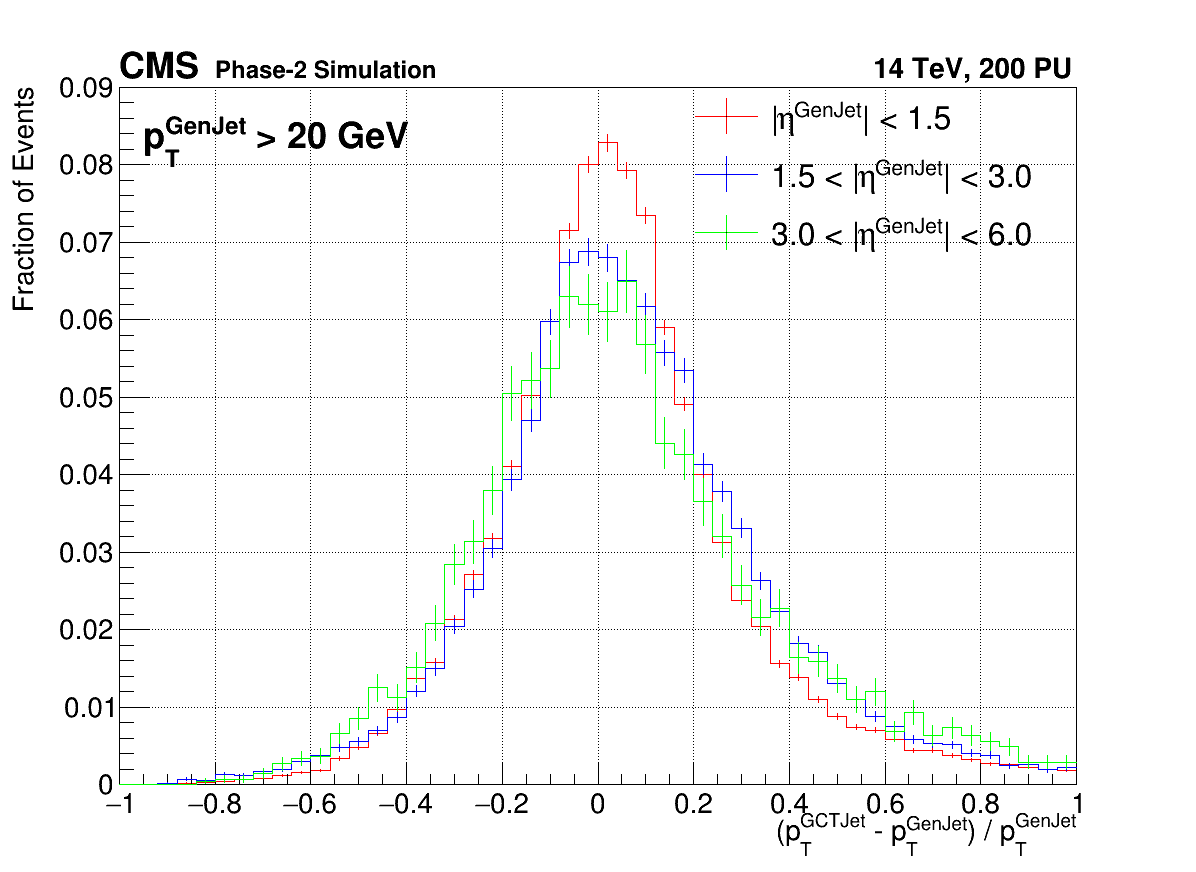 CMS Phase-2 Simulation 14 TeV, 200 PU
Fraction of Events
p_T^GenJet > 20 GeV
|η^GenJet| < 1.5
1.5 < |η^GenJet| < 3.0
3.0 < |η^GenJet| < 6.0
0.09
0.08
0.07
0.06
0.05
0.04
0.03
0.02
0.01
0
−1 −0.8 −0.6 −0.4 −0.2 0 0.2 0.4 0.6 0.8 1
(p_T^GCTJet - p_T^GenJet) / p_T^GenJet